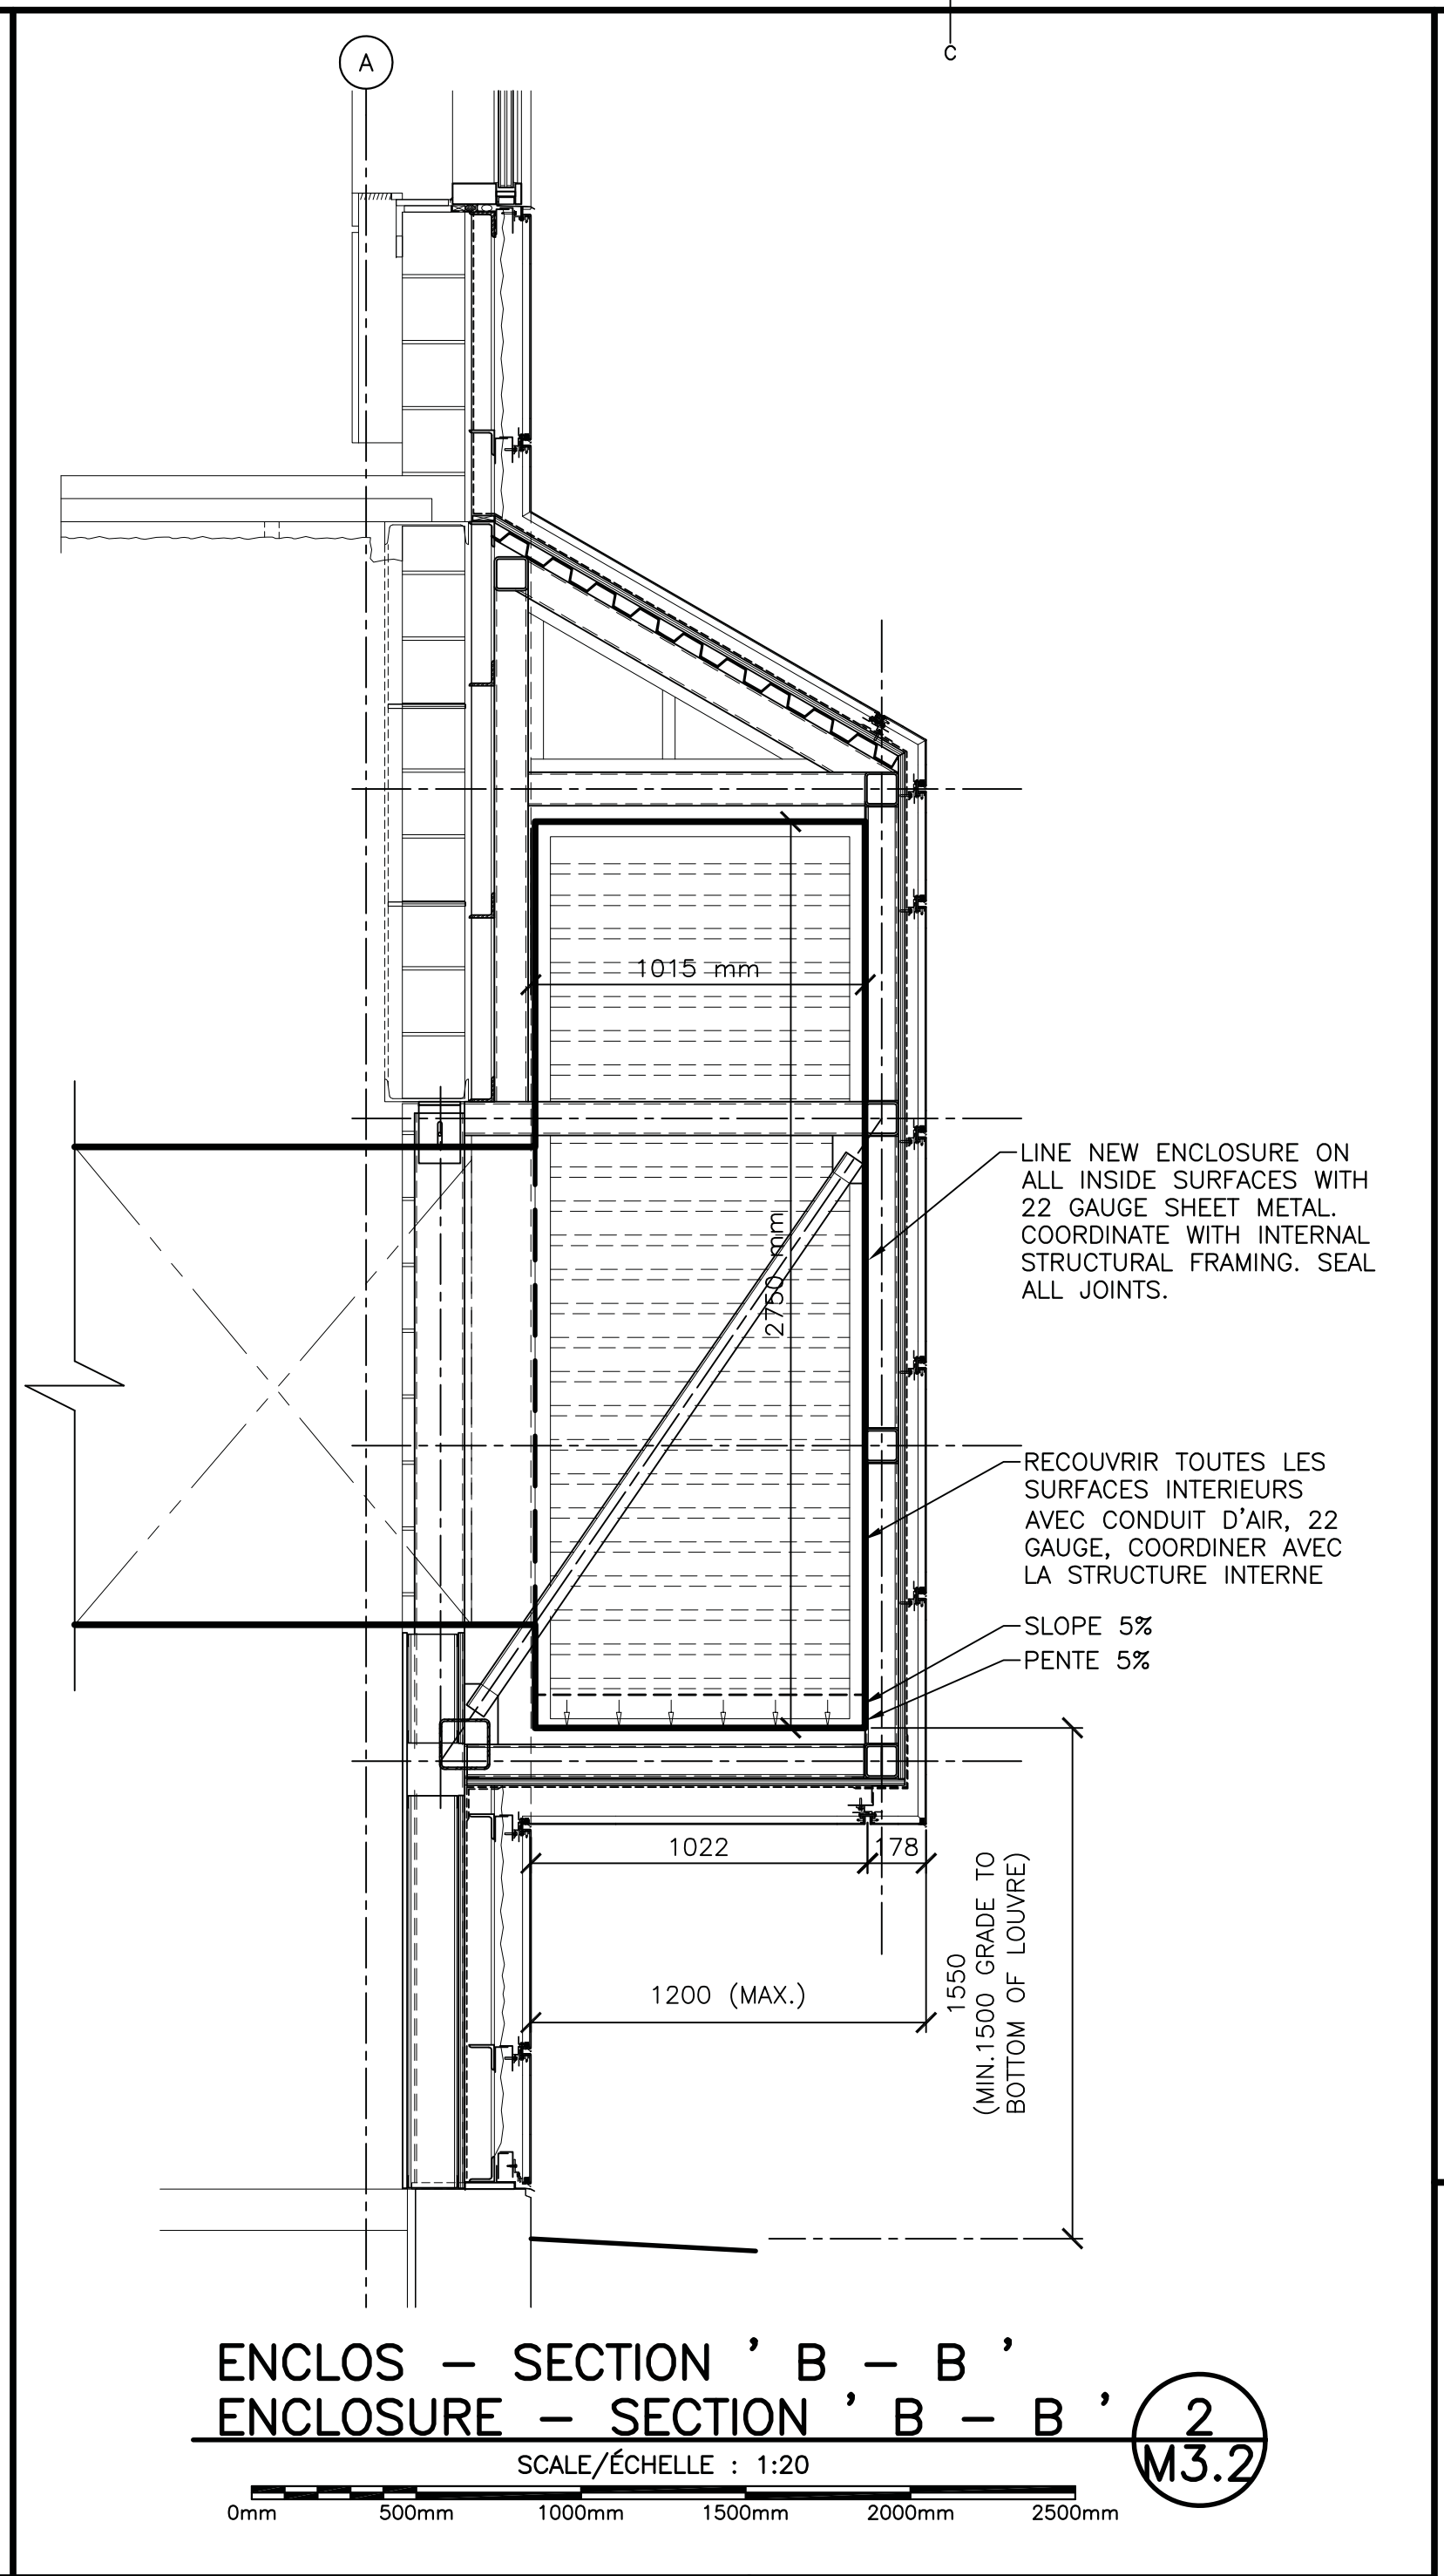 C
A
1015 mm
2750 mm
LINE NEW ENCLOSURE ON
ALL INSIDE SURFACES WITH
22 GAUGE SHEET METAL.
COORDINATE WITH INTERNAL
STRUCTURAL FRAMING. SEAL
ALL JOINTS.
RECOUVRIR TOUTES LES
SURFACES INTERIEURS
AVEC CONDUIT D'AIR, 22
GAUGE, COORDINER AVEC
LA STRUCTURE INTERNE
SLOPE 5%
PENTE 5%
1022
178
1200 (MAX.)
1550
(MIN.1500 GRADE TO
BOTTOM OF LOUVRE)
ENCLOS – SECTION ' B – B '
ENCLOSURE – SECTION ' B – B '
2
M3.2
SCALE/ÉCHELLE : 1:20
0mm 500mm 1000mm 1500mm 2000mm 2500mm